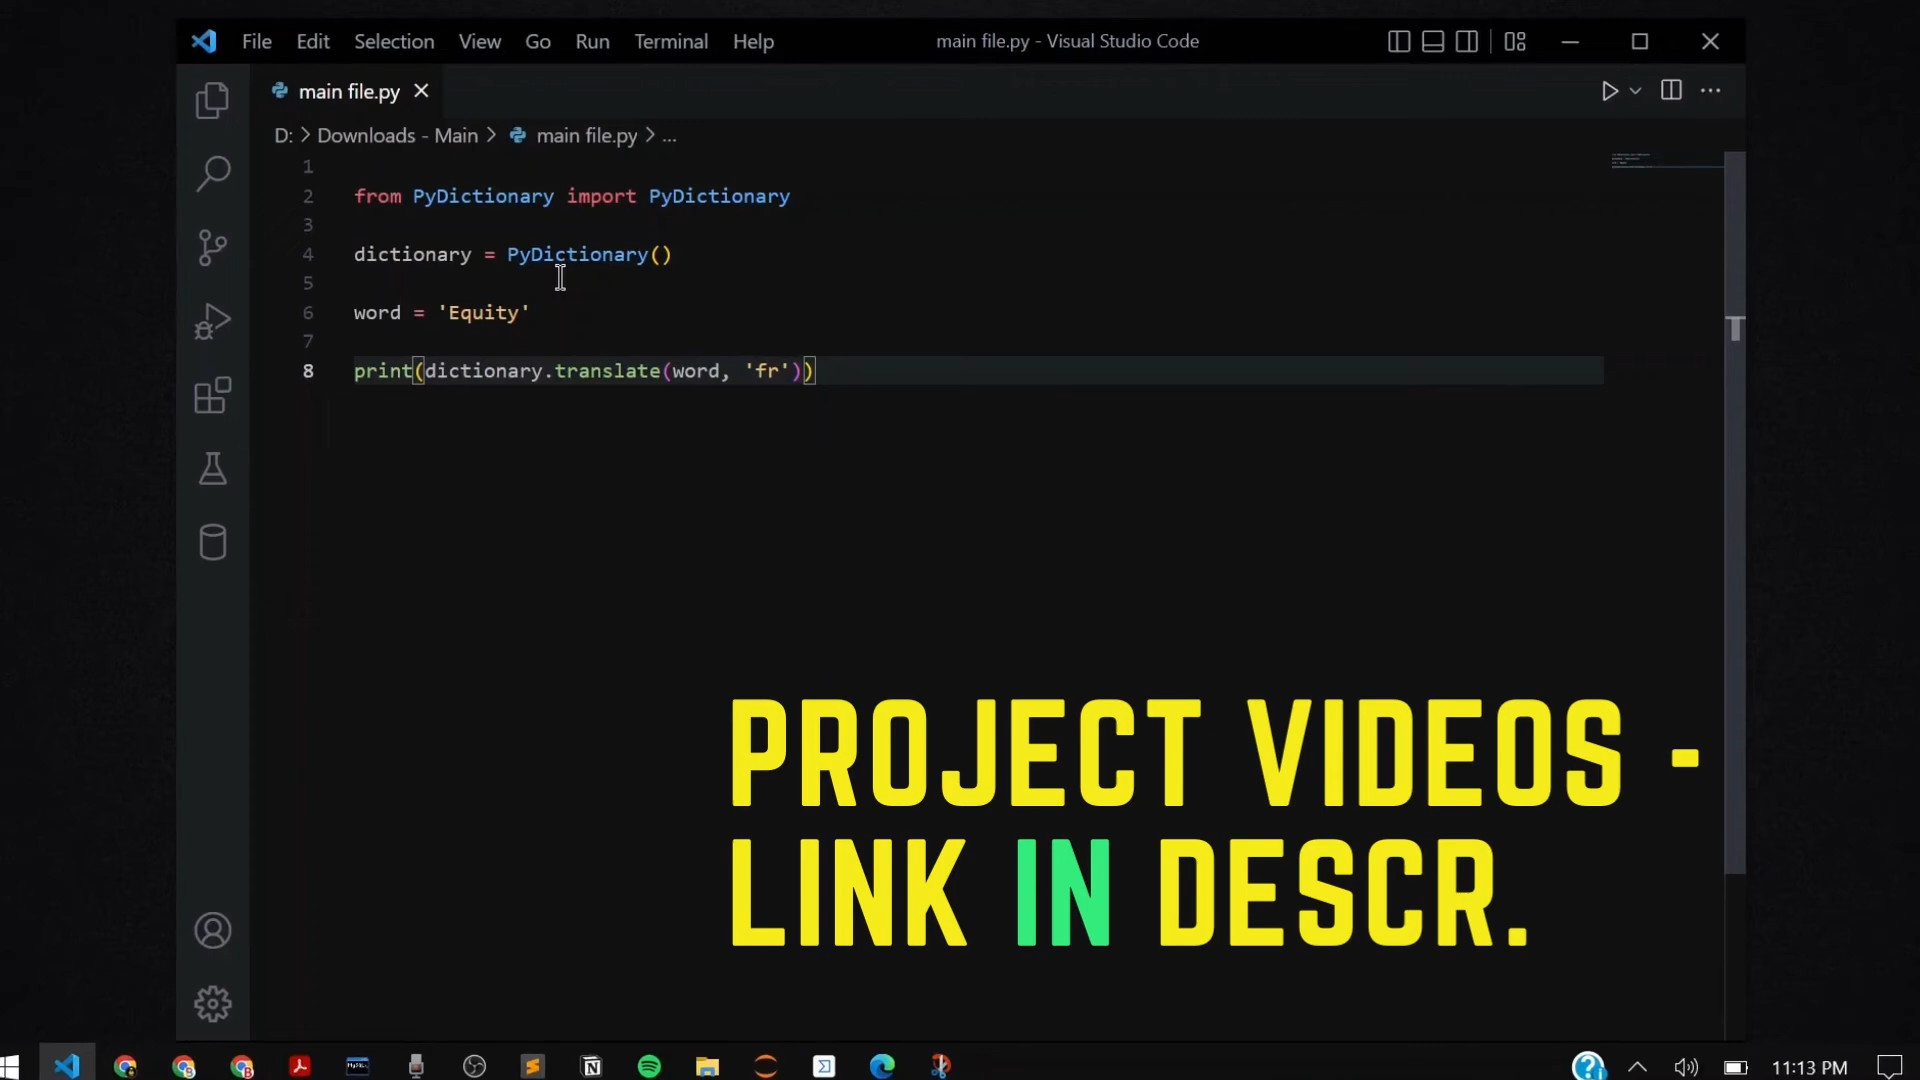 File Edit Selection View Go Run Terminal Help main file.py - Visual Studio Code
main file.py
D: > Downloads - Main > main file.py > ...
1
2 from PyDictionary import PyDictionary
3
4 dictionary = PyDictionary()
5
6 word = 'Equity'
7
8 print(dictionary.translate(word, 'fr'))
PROJECT VIDEOS -
LINK IN DESCR.
11:13 PM